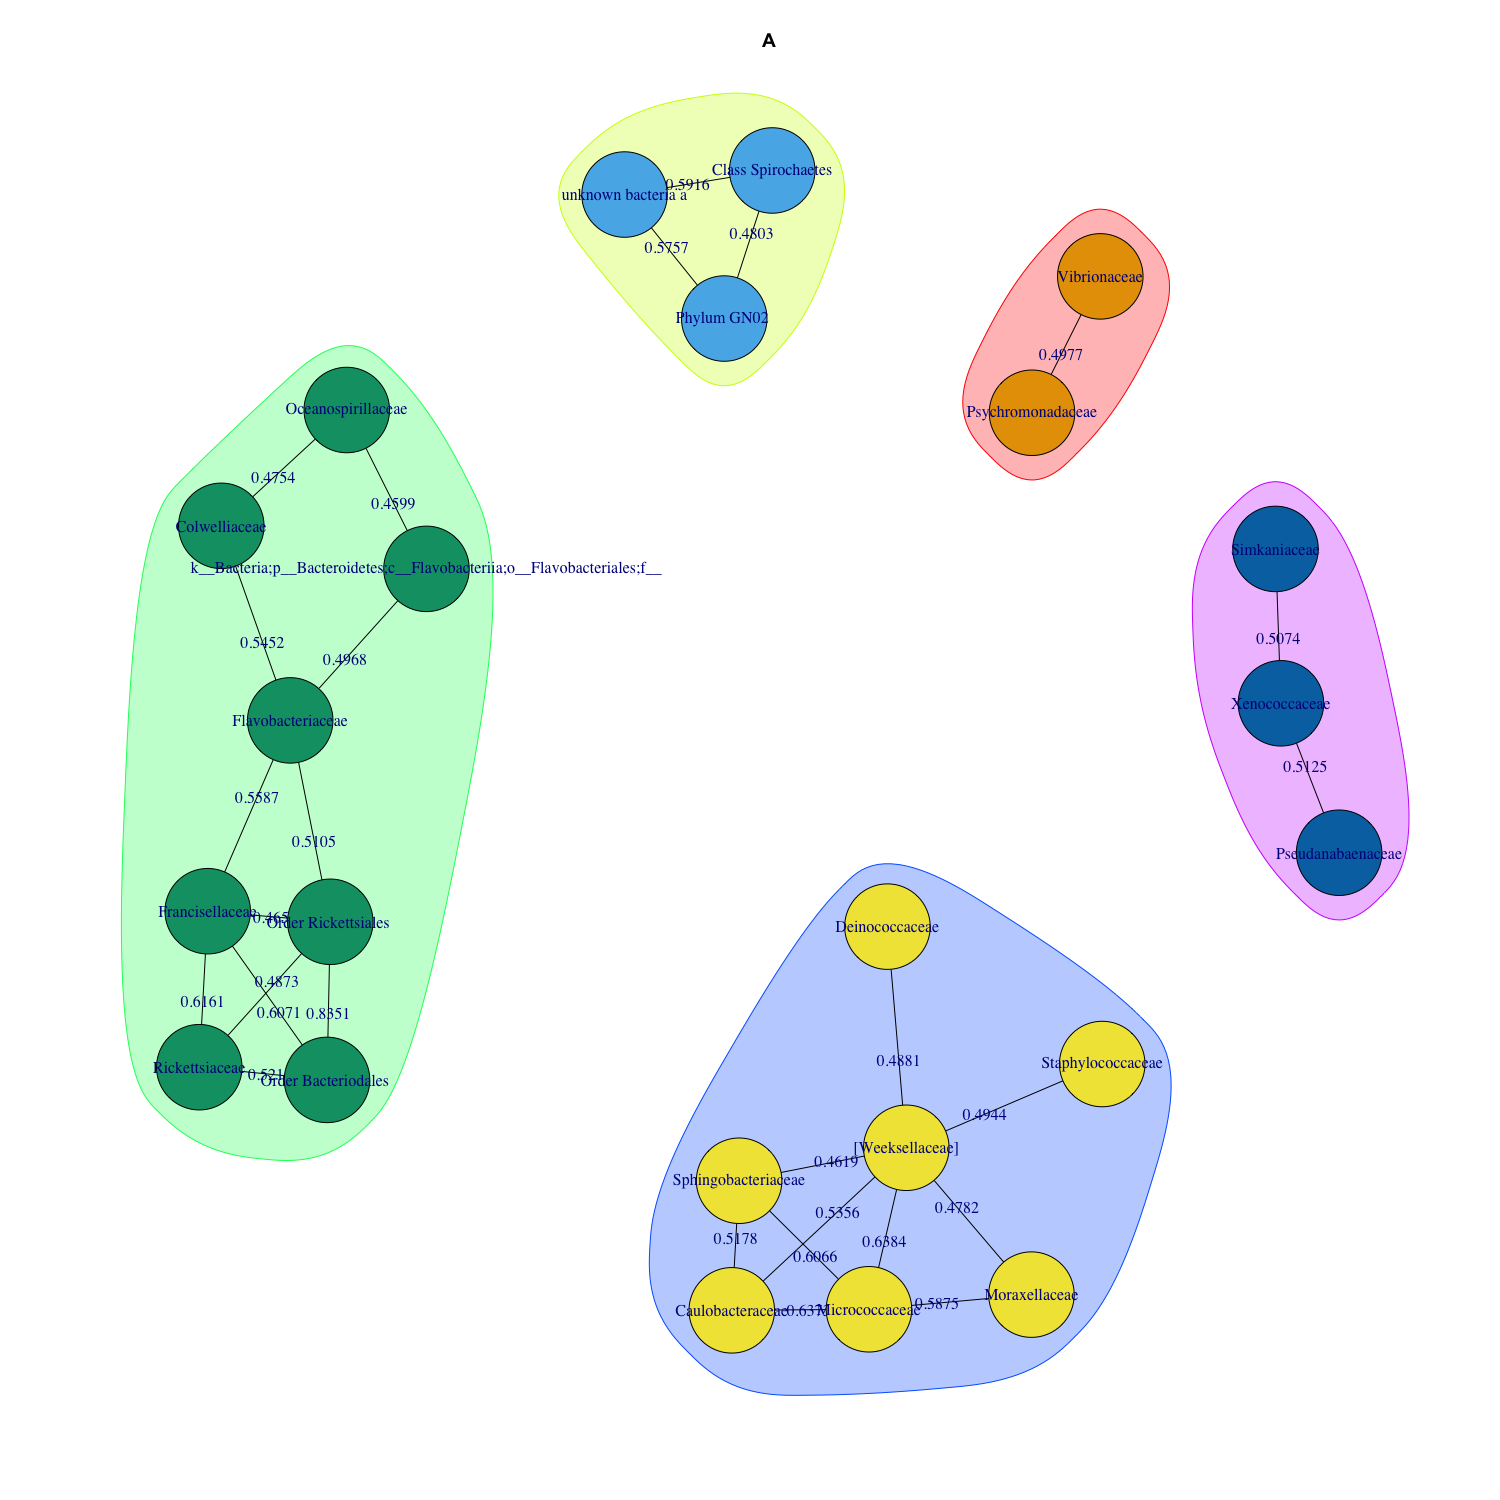 A
Class Spirochaetes
unknown bacteria a
0.5916
0.4803
0.5757
Phylum GN02
Vibrionaceae
0.4977
Psychromonadaceae
Oceanospirillaceae
0.4754
0.4599
Colwelliaceae
k__Bacteria;p__Bacteroidetes;c__Flavobacteriia;o__Flavobacteriales;f__
0.5452
0.4968
Flavobacteriaceae
0.5587
0.5105
Francisellaceae
0.465
Order Rickettsiales
0.4873
0.6161
0.6071
0.8351
Rickettsiaceae
0.521
Order Bacteriodales
Simkaniaceae
0.5074
Xenococcaceae
0.5125
Pseudanabaenaceae
Deinococcaceae
0.4881
Staphylococcaceae
0.4944
[Weeksellaceae]
0.4619
Sphingobacteriaceae
0.5356
0.4782
0.5178
0.6384
0.6066
Moraxellaceae
0.5875
Caulobacteraceae
Micrococcaceae